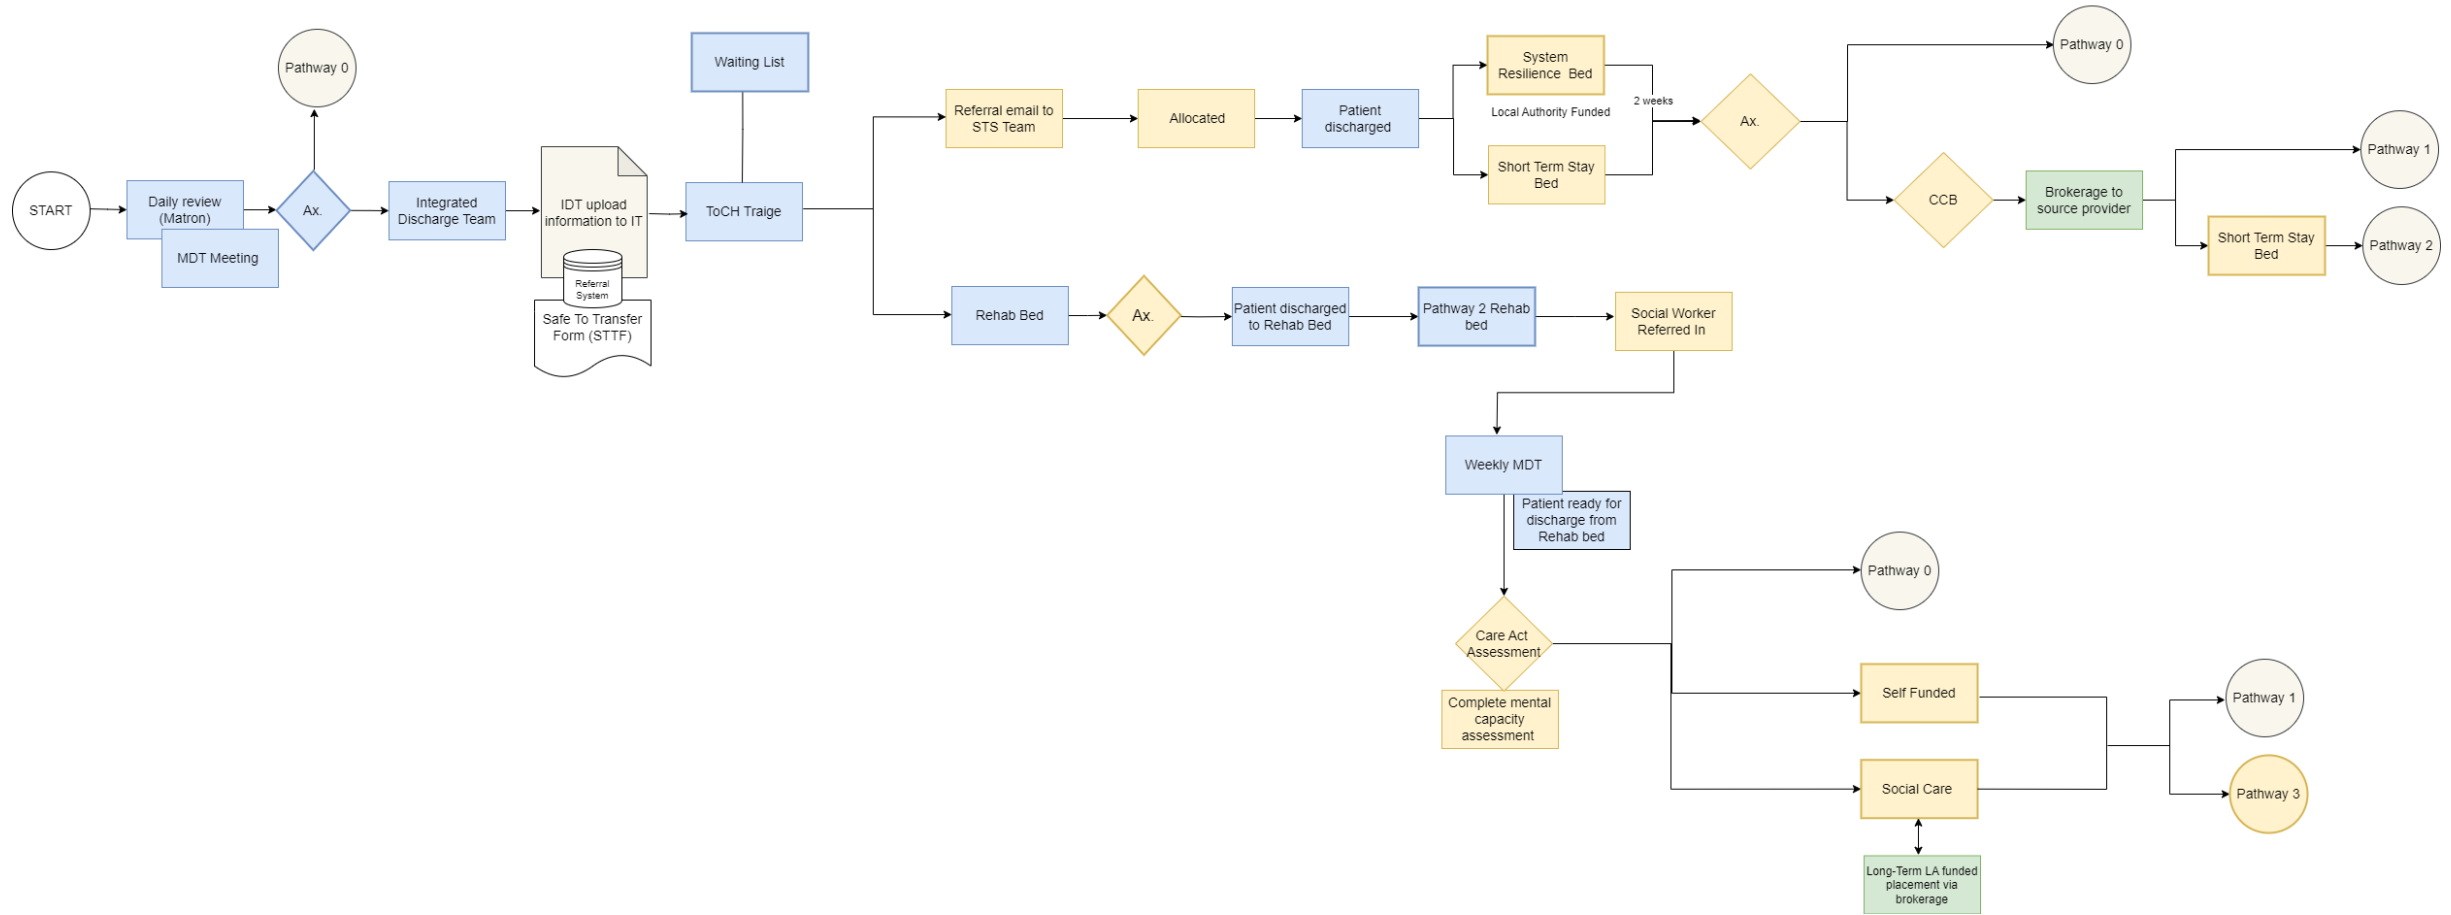 START
Daily review
(Matron)
MDT Meeting
Pathway 0
Ax.
Integrated
Discharge Team
IDT upload
information to IT
Referral
System
Safe To Transfer
Form (STTF)
Waiting List
ToCH Traige
Referral email to
STS Team
Allocated
Patient
discharged
System
Resilience Bed
Local Authority Funded
Short Term Stay
Bed
2 weeks
Ax.
Pathway 0
CCB
Brokerage to
source provider
Pathway 1
Short Term Stay
Bed
Pathway 2
Rehab Bed
Ax.
Patient discharged
to Rehab Bed
Pathway 2 Rehab
bed
Social Worker
Referred In
Weekly MDT
Patient ready for
discharge from
Rehab bed
Care Act
Assessment
Complete mental
capacity
assessment
Pathway 0
Self Funded
Social Care
Long-Term LA funded
placement via
brokerage
Pathway 1
Pathway 3